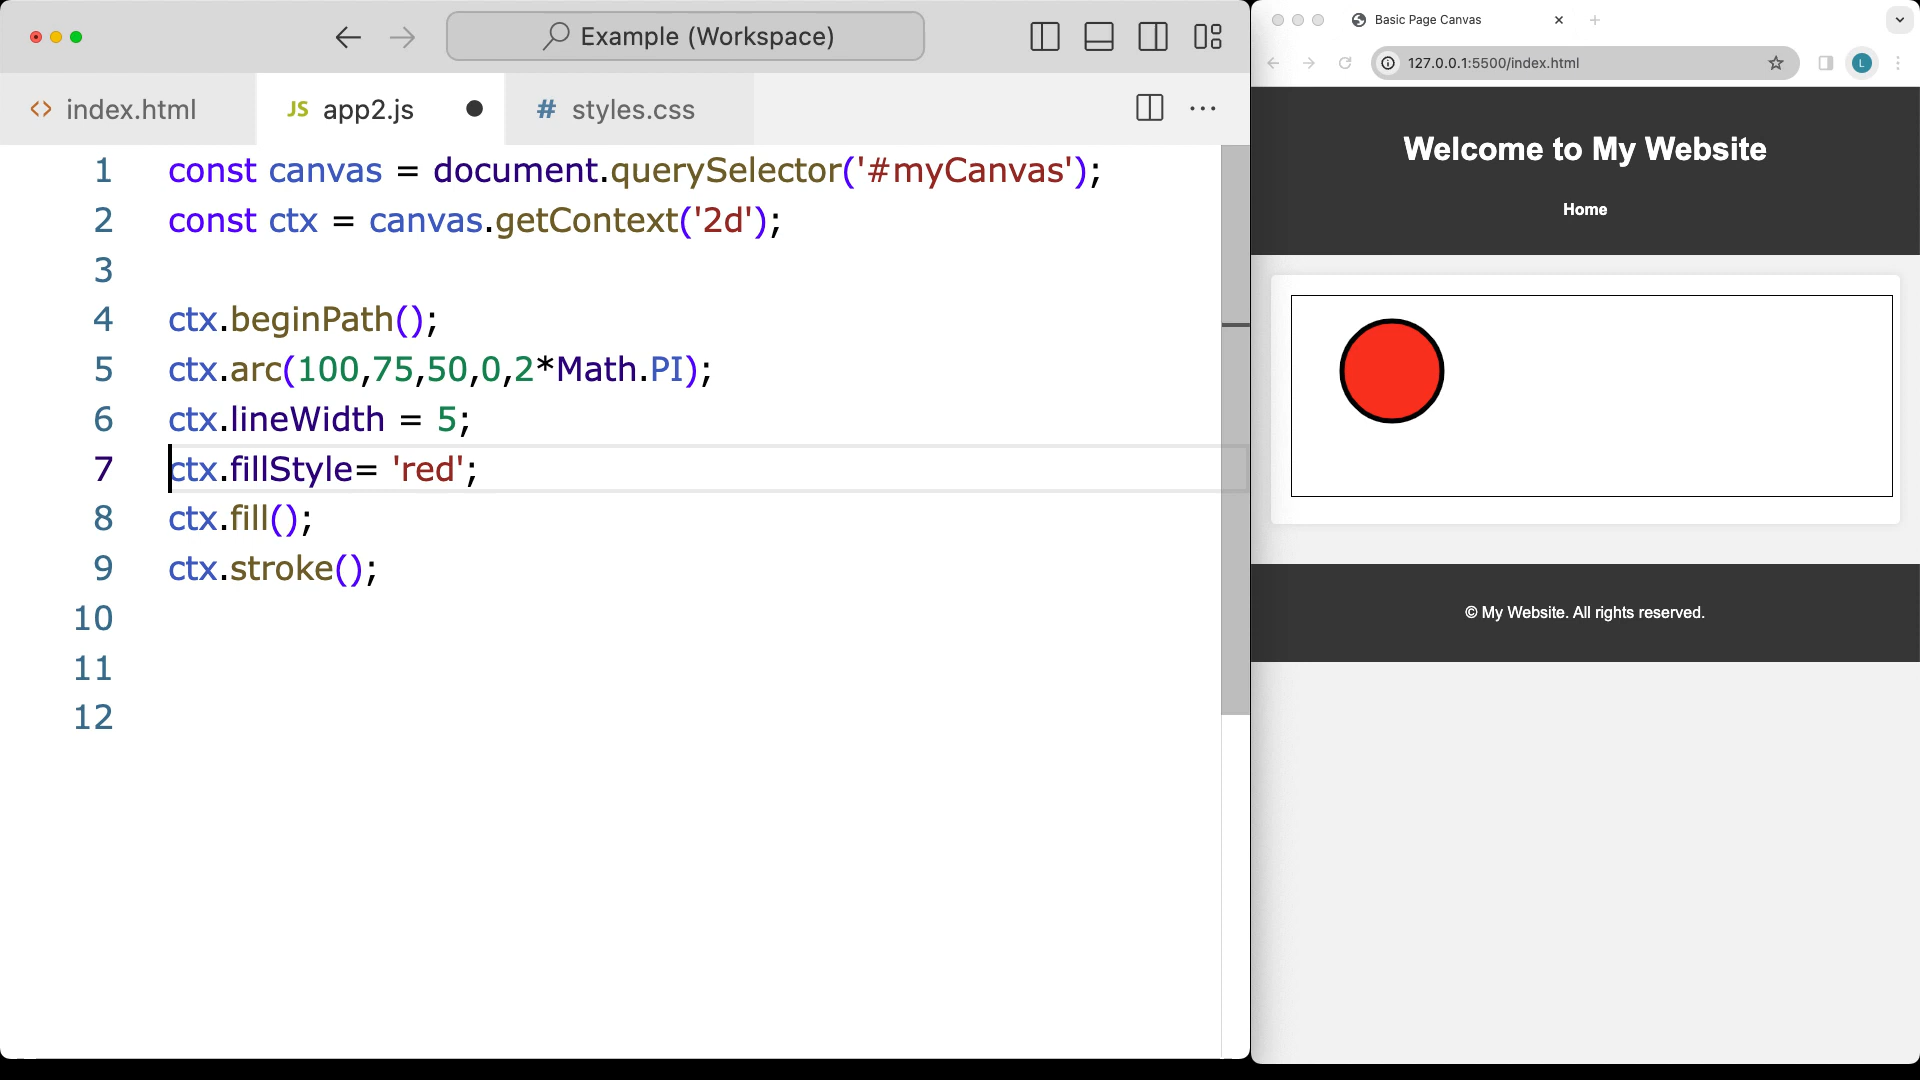 Example (Workspace)
index.html
JS app2.js
# styles.css
1 const canvas = document.querySelector('#myCanvas');
2 const ctx = canvas.getContext('2d');
3
4 ctx.beginPath();
5 ctx.arc(100,75,50,0,2*Math.PI);
6 ctx.lineWidth = 5;
7 ctx.fillStyle= 'red';
8 ctx.fill();
9 ctx.stroke();
10
11
12
Basic Page Canvas
127.0.0.1:5500/index.html
L
Welcome to My Website
Home
© My Website. All rights reserved.